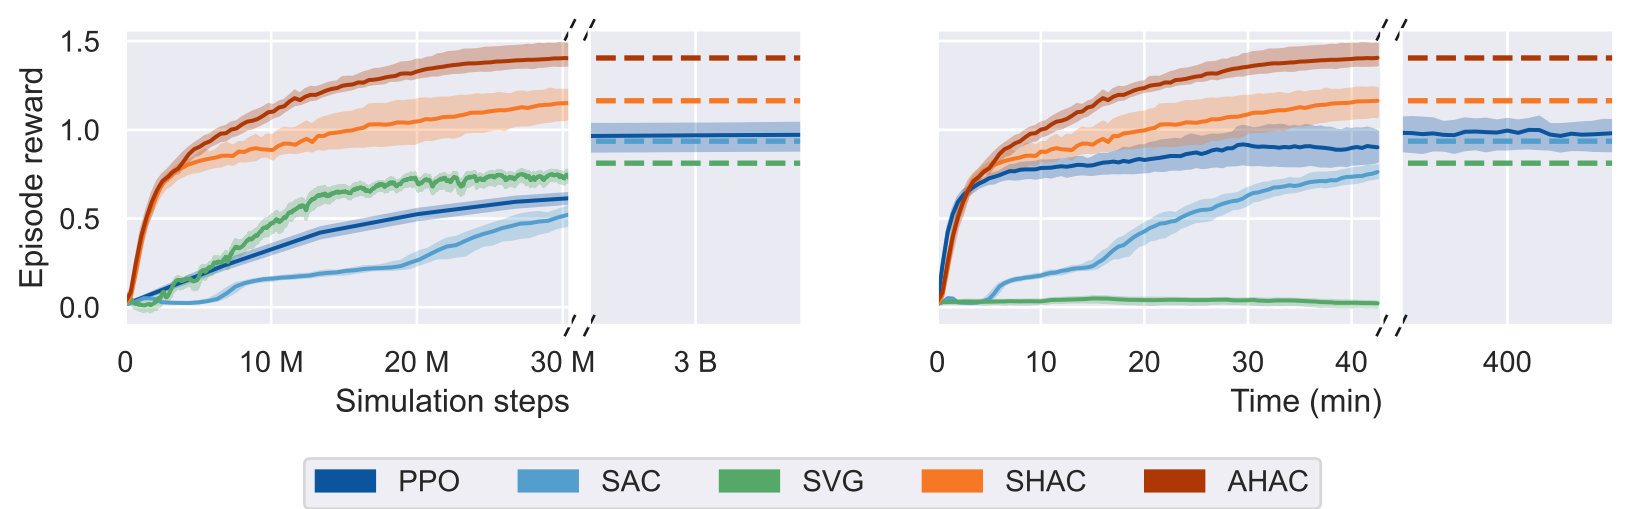 1.5
1.0
0.5
0.0
Episode reward
0 10 M 20 M 30 M 3 B
Simulation steps
0 10 20 30 40 400
Time (min)
PPO SAC SVG SHAC AHAC